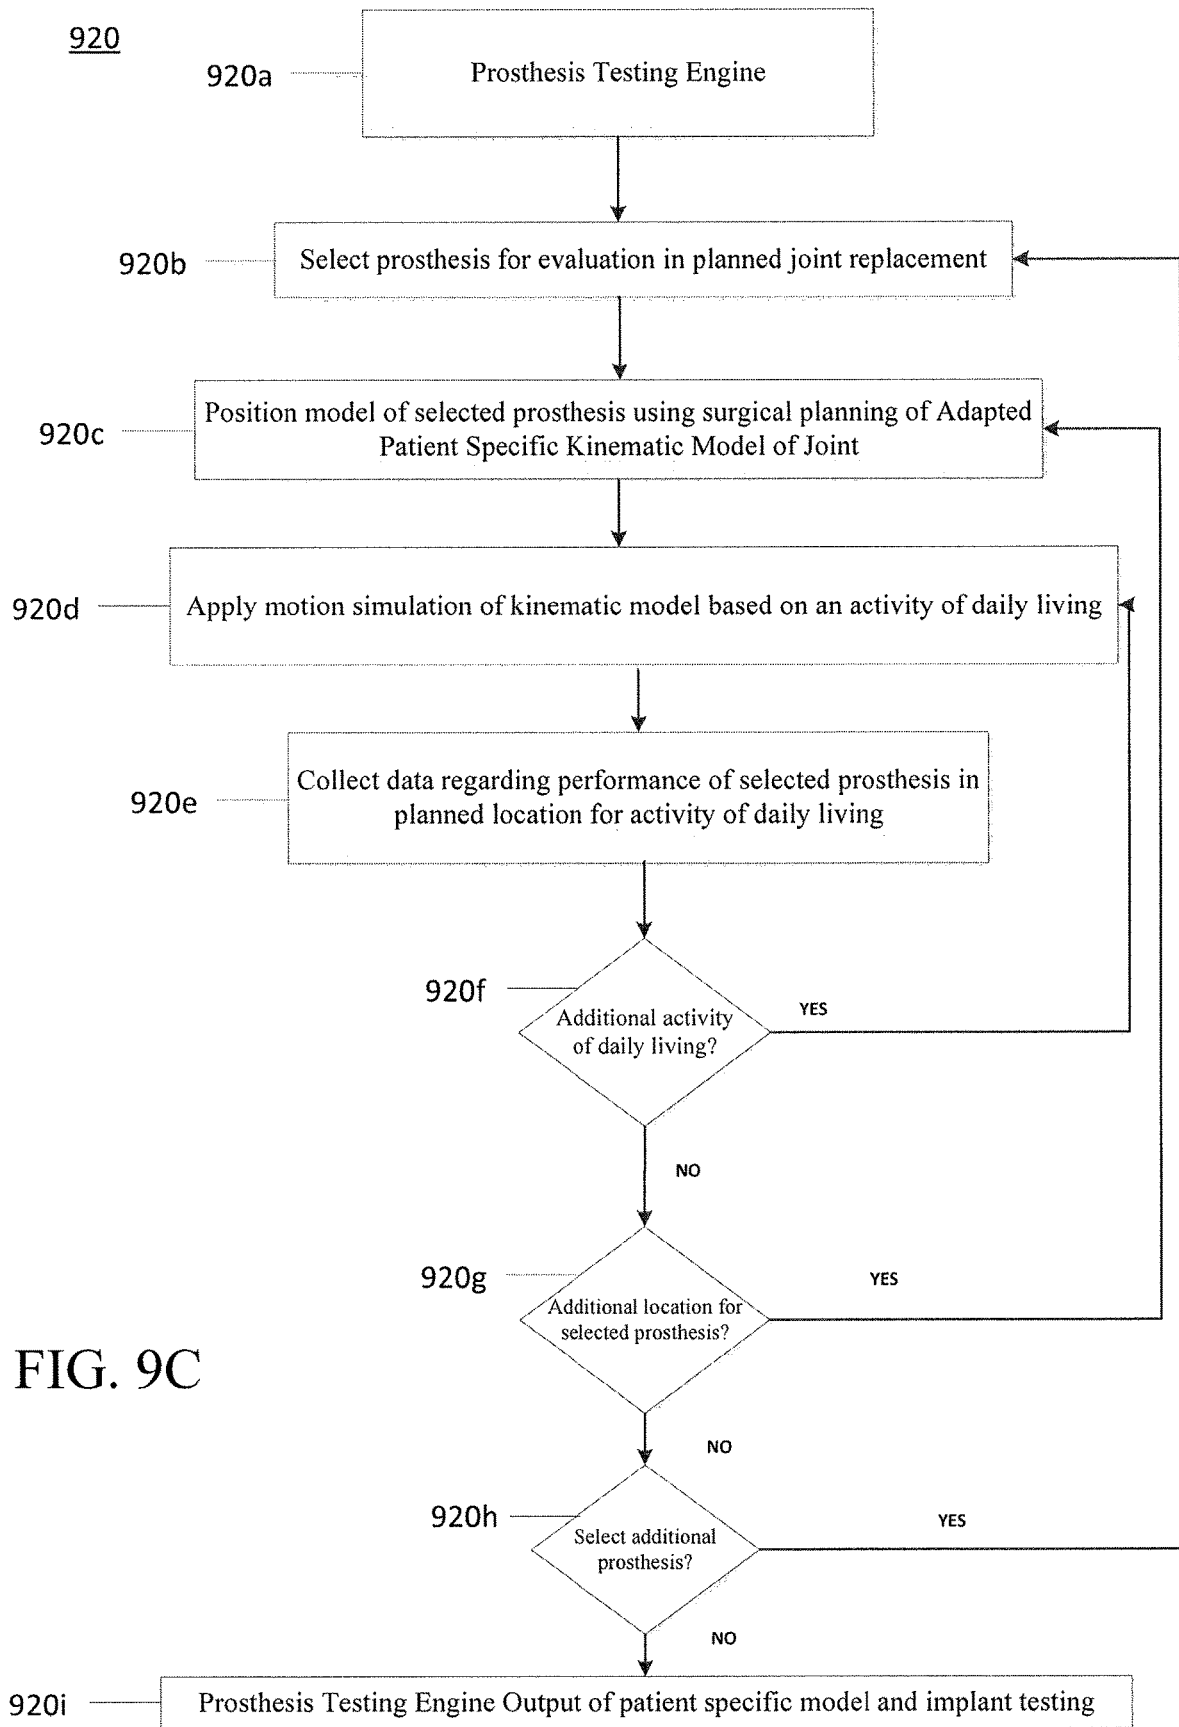 920
920a
Prosthesis Testing Engine
920b
Select prosthesis for evaluation in planned joint replacement
920c
Position model of selected prosthesis using surgical planning of Adapted
Patient Specific Kinematic Model of Joint
920d
Apply motion simulation of kinematic model based on an activity of daily living
920e
Collect data regarding performance of selected prosthesis in
planned location for activity of daily living
920f
Additional activity
of daily living?
YES
NO
920g
Additional location for
selected prosthesis?
YES
FIG. 9C
NO
920h
Select additional
prosthesis?
YES
NO
920i
Prosthesis Testing Engine Output of patient specific model and implant testing